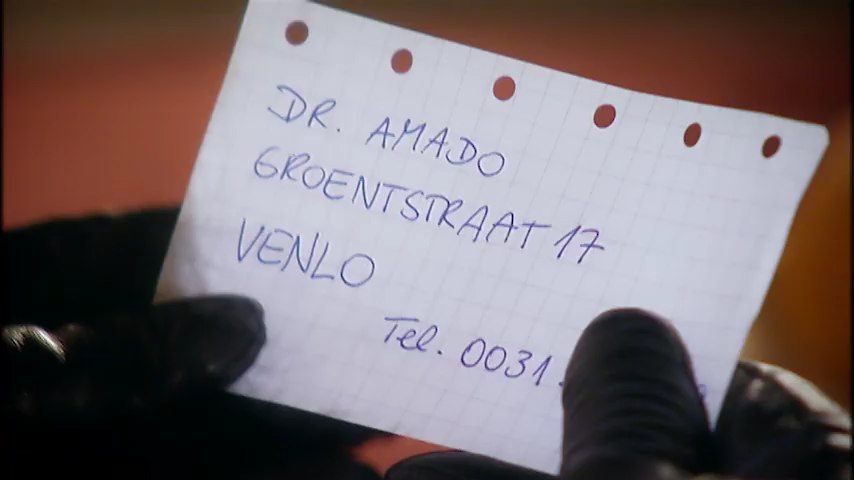 DR. AMADO
GROENTSTRAAT 17
VENLO
Tel. 0031.